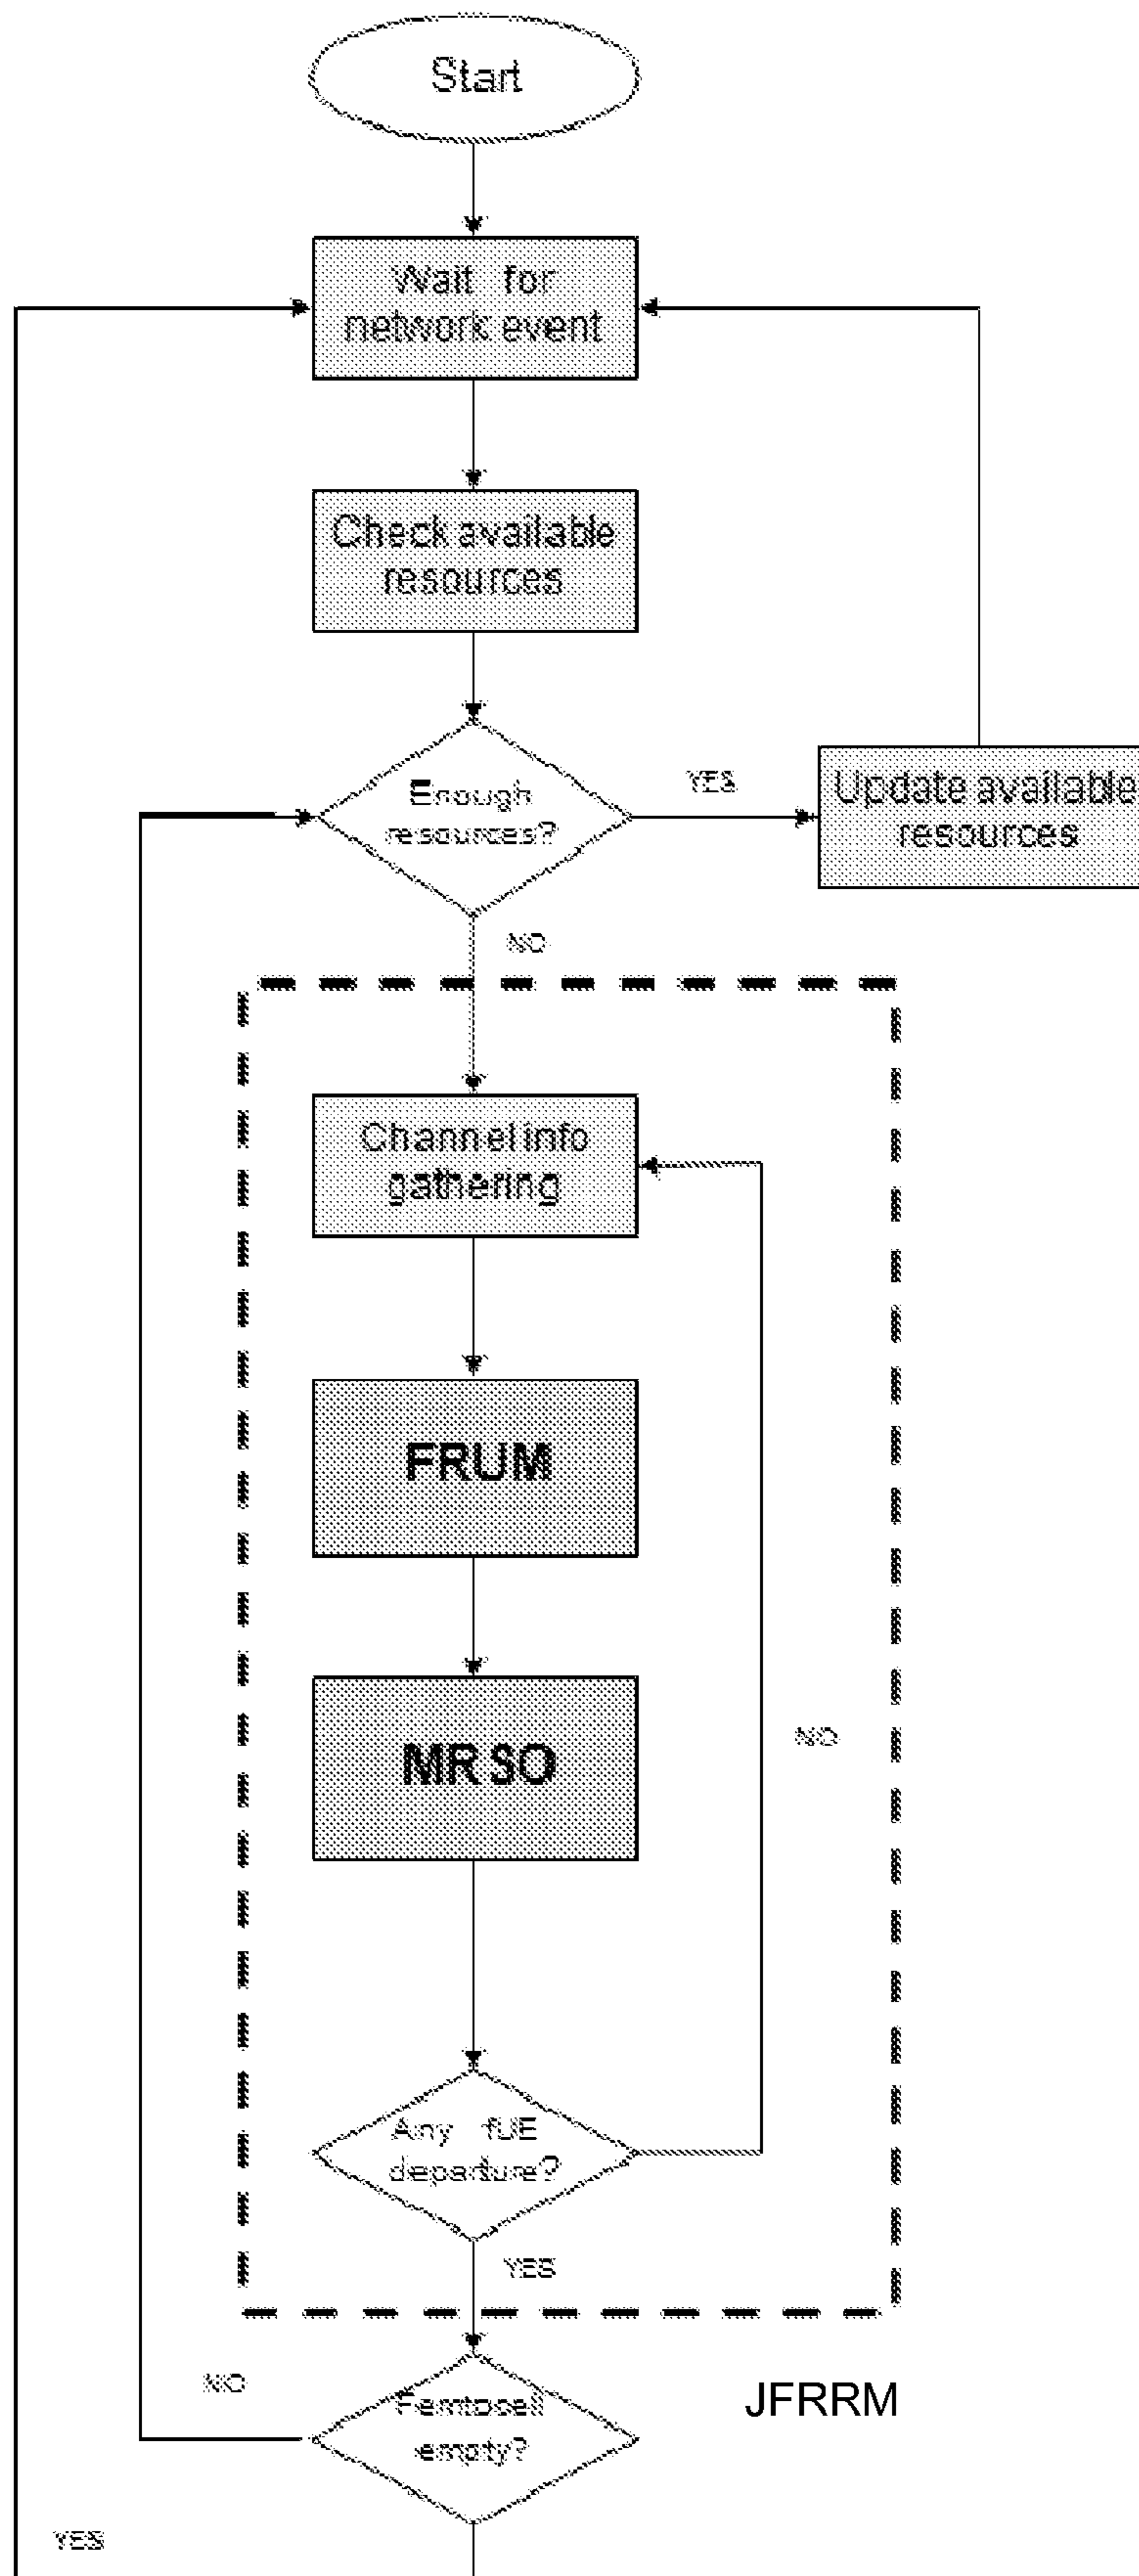 Start
Wait for
network event
Check available
resources
Enough
resources?
YES
Update available
resources
NO
Channel info
gathering
FRUM
MRSO
NO
Any fUE
departure?
YES
NO
Femtocell
empty?
JFRRM
YES